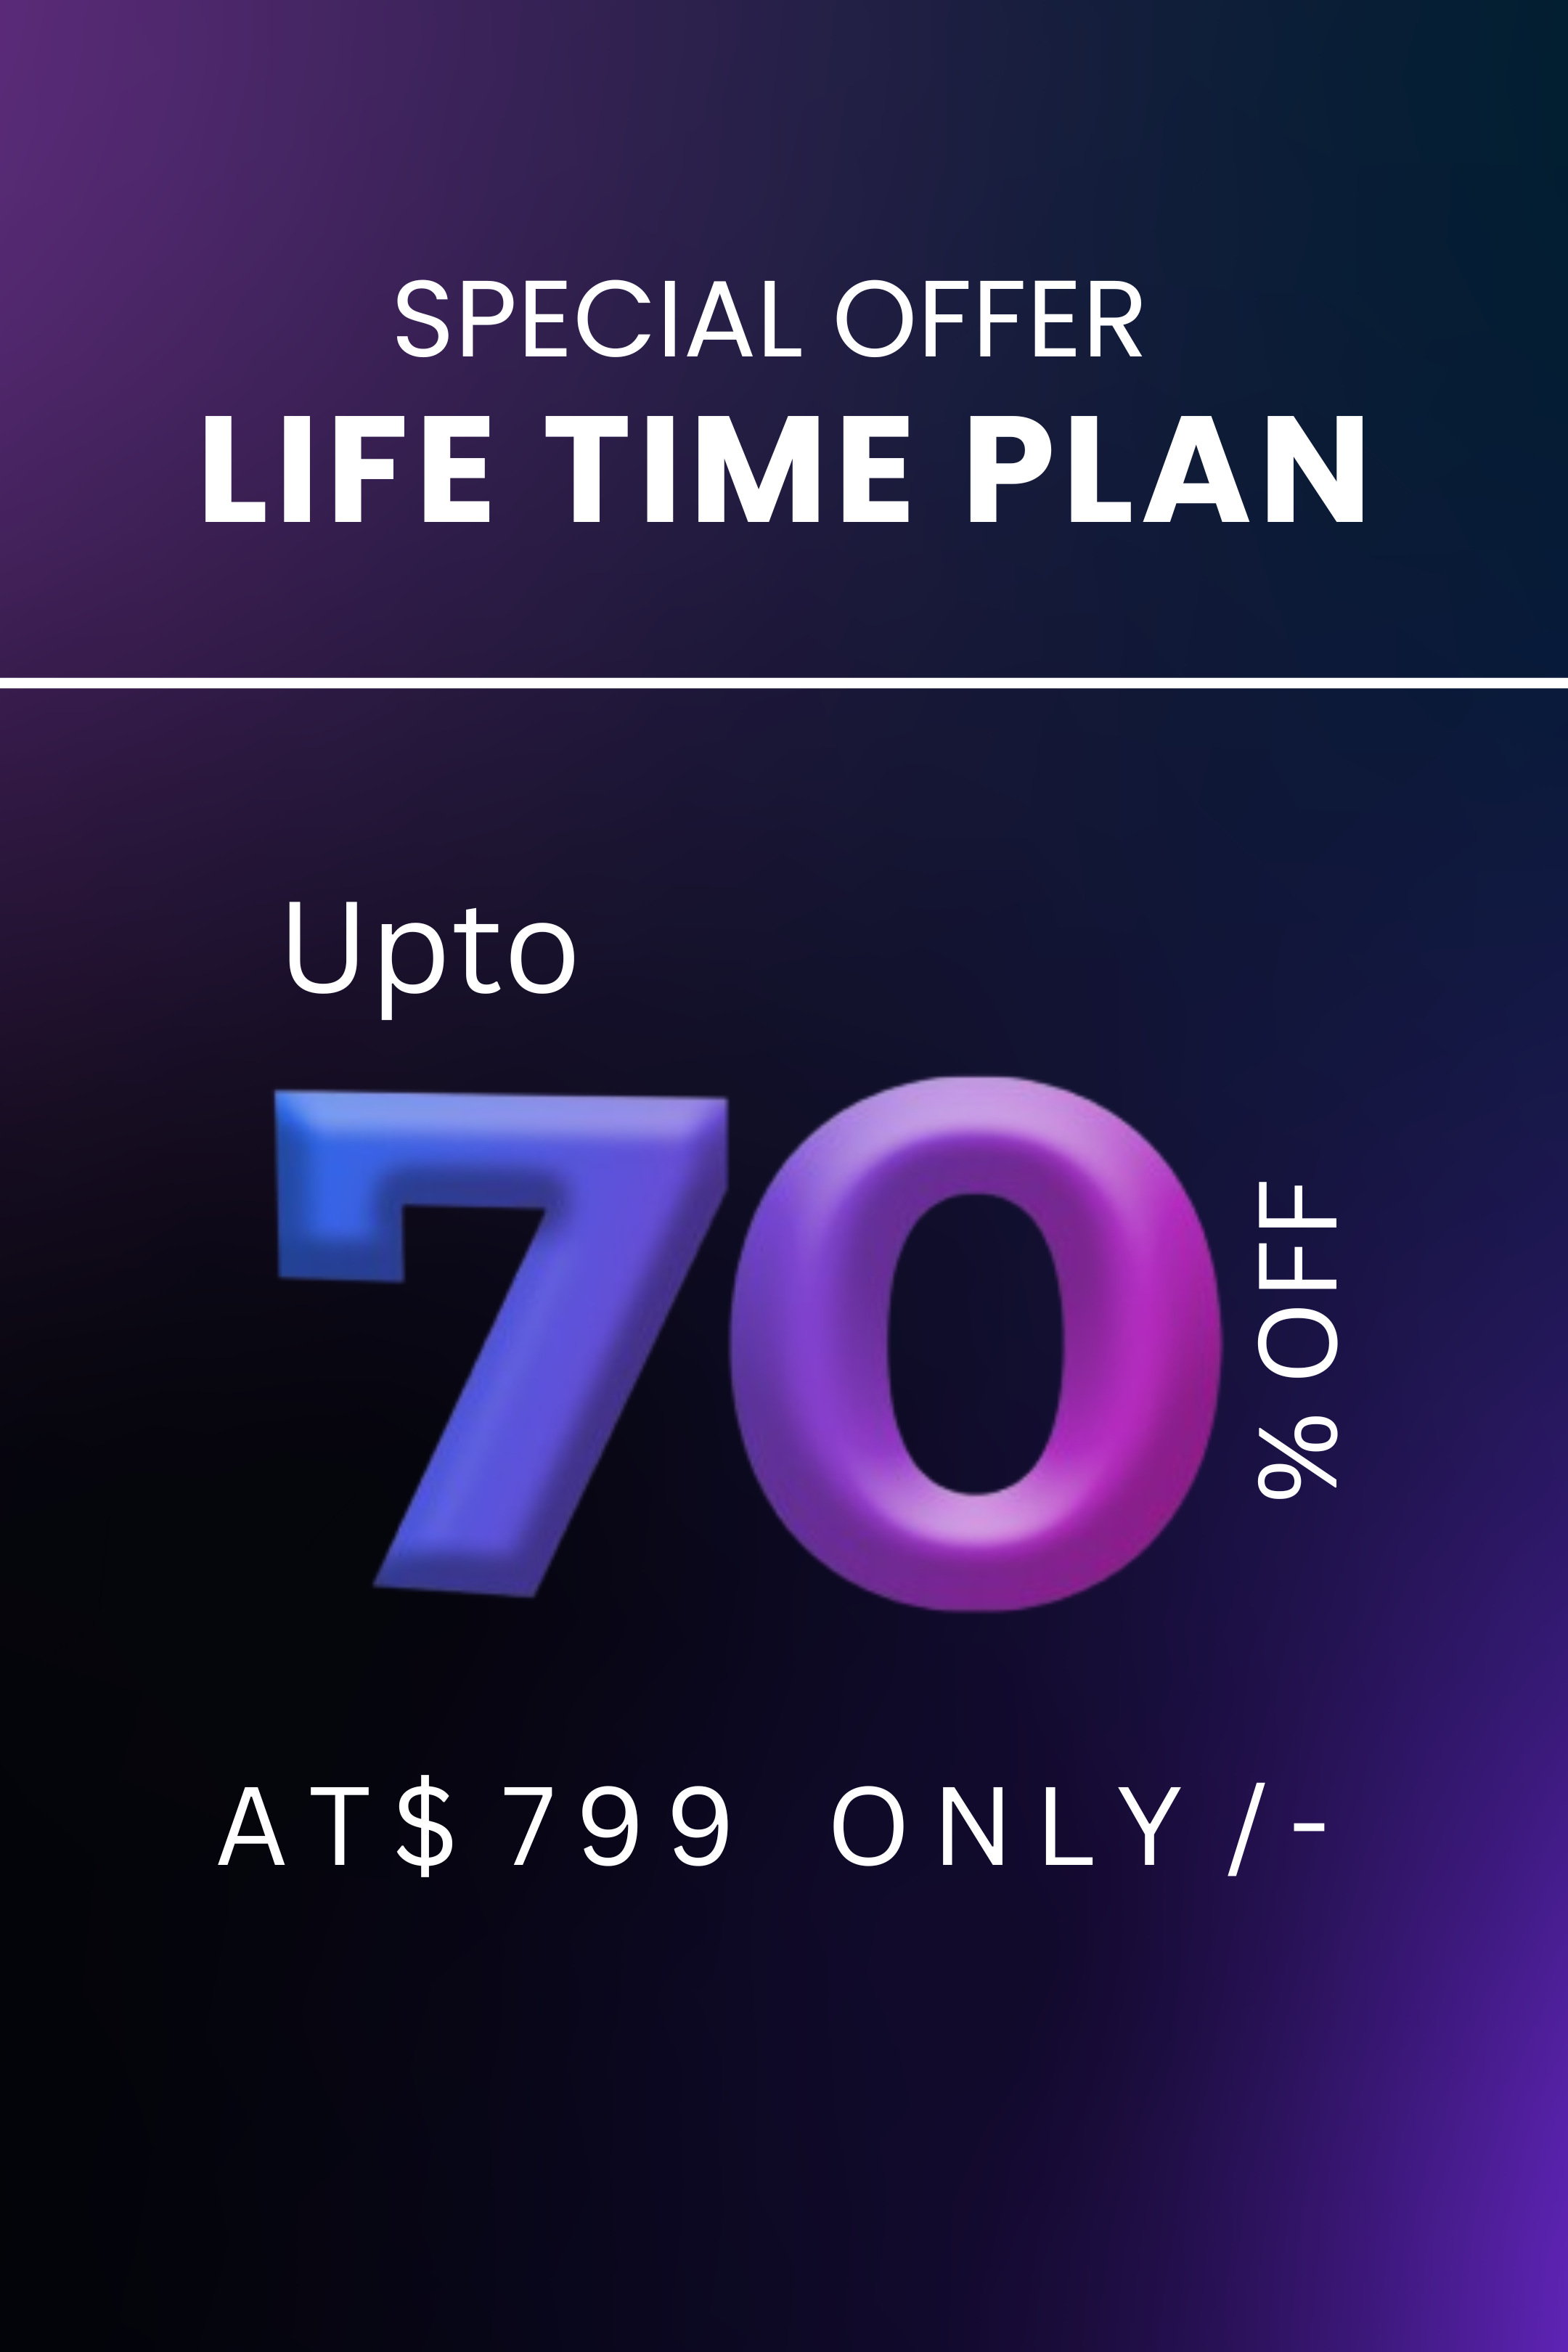 SPECIAL OFFER
LIFE TIME PLAN
Upto
70
% OFF
AT$ 799 ONLY/-